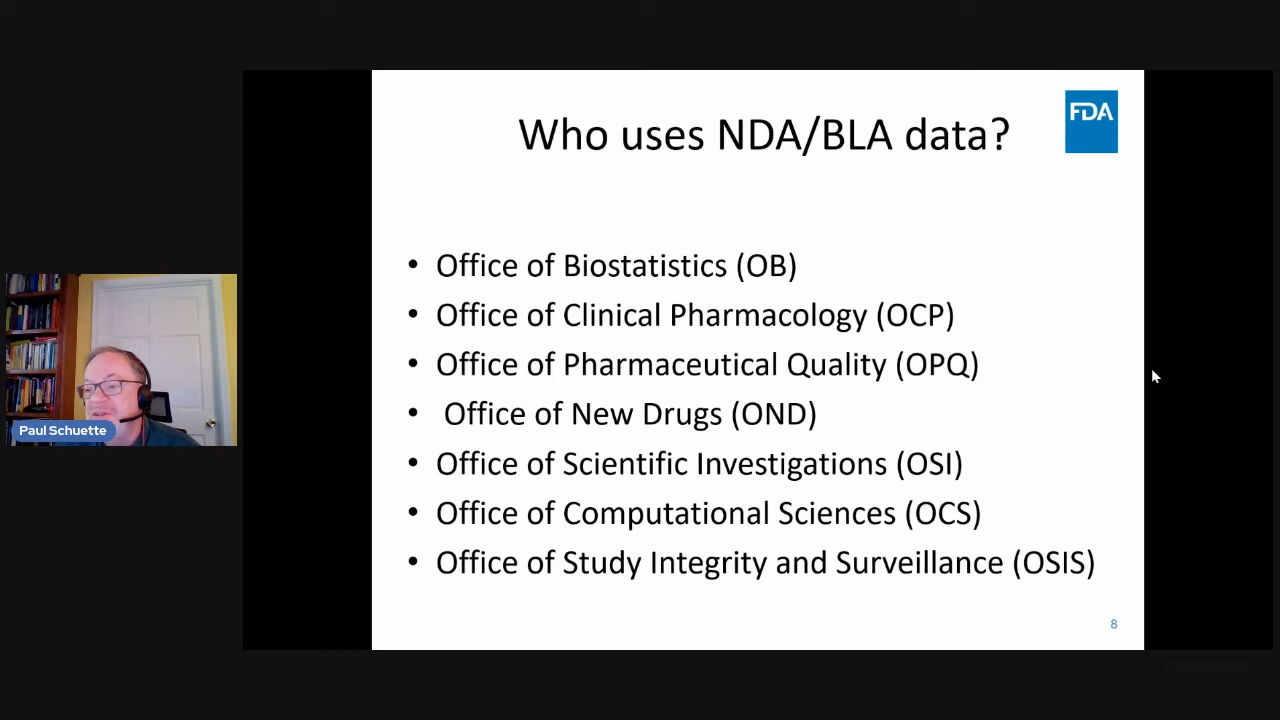 FDA
Who uses NDA/BLA data?
• Office of Biostatistics (OB)
• Office of Clinical Pharmacology (OCP)
• Office of Pharmaceutical Quality (OPQ)
• Office of New Drugs (OND)
• Office of Scientific Investigations (OSI)
• Office of Computational Sciences (OCS)
• Office of Study Integrity and Surveillance (OSIS)
8
Paul Schuette